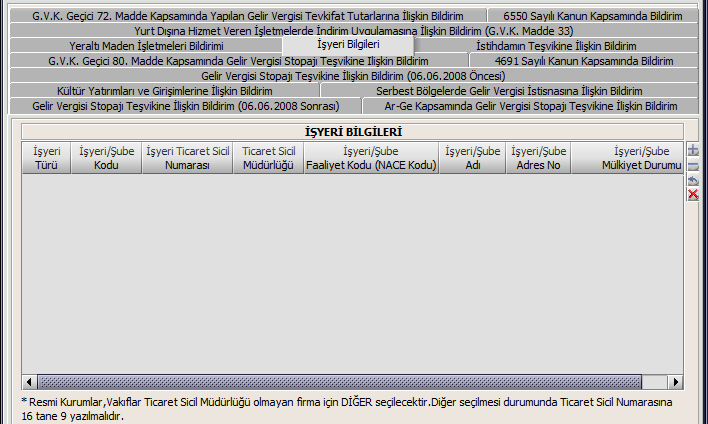 G.V.K. Geçici 72. Madde Kapsamında Yapılan Gelir Vergisi Tevkifat Tutarlarına İlişkin Bildirim
6550 Sayılı Kanun Kapsamında Bildirim
Yurt Dışına Hizmet Veren İşletmelerde İndirim Uygulamasına İlişkin Bildirim (G.V.K. Madde 33)
Yeraltı Maden İşletmeleri Bildirimi
İşyeri Bilgileri
İstihdamın Teşvikine İlişkin Bildirim
G.V.K. Geçici 80. Madde Kapsamında Gelir Vergisi Stopajı Teşvikine İlişkin Bildirim
4691 Sayılı Kanun Kapsamında Bildirim
Gelir Vergisi Stopajı Teşvikine İlişkin Bildirim (06.06.2008 Öncesi)
Kültür Yatırımları ve Girişimlerine İlişkin Bildirim
Serbest Bölgelerde Gelir Vergisi İstisnasına İlişkin Bildirim
Gelir Vergisi Stopajı Teşvikine İlişkin Bildirim (06.06.2008 Sonrası)
Ar-Ge Kapsamında Gelir Vergisi Stopajı Teşvikine İlişkin Bildirim
İŞYERİ BİLGİLERİ
İşyeri Türü
İşyeri/Şube Kodu
İşyeri Ticaret Sicil Numarası
Ticaret Sicil Müdürlüğü
İşyeri/Şube Faaliyet Kodu (NACE Kodu)
İşyeri/Şube Adı
İşyeri/Şube Adres No
İşyeri/Şube Mülkiyet Durumu
* Resmi Kurumlar,Vakıflar Ticaret Sicil Müdürlüğü olmayan firma için DİĞER seçilecektir.Diğer seçilmesi durumunda Ticaret Sicil Numarasına
16 tane 9 yazılmalıdır.